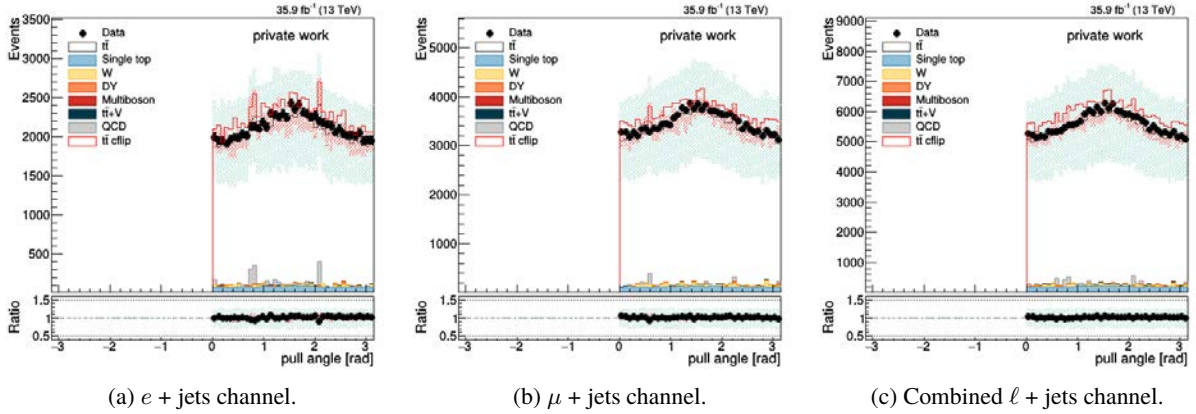 35.9 fb⁻¹ (13 TeV)
Events
3500
3000
2500
2000
1500
1000
500
Data
tt̄
Single top
W
DY
Multiboson
tt̄+V
QCD
tt̄ cflip
private work
Ratio
1.5
1
0.5
−3 −2 −1 0 1 2 3
pull angle [rad]
(a) e + jets channel.
35.9 fb⁻¹ (13 TeV)
Events
5000
4000
3000
2000
1000
Data
tt̄
Single top
W
DY
Multiboson
tt̄+V
QCD
tt̄ cflip
private work
Ratio
1.5
1
0.5
−3 −2 −1 0 1 2 3
pull angle [rad]
(b) μ + jets channel.
35.9 fb⁻¹ (13 TeV)
Events
9000
8000
7000
6000
5000
4000
3000
2000
1000
Data
tt̄
Single top
W
DY
Multiboson
tt̄+V
QCD
tt̄ cflip
private work
Ratio
1.5
1
0.5
−3 −2 −1 0 1 2 3
pull angle [rad]
(c) Combined ℓ + jets channel.